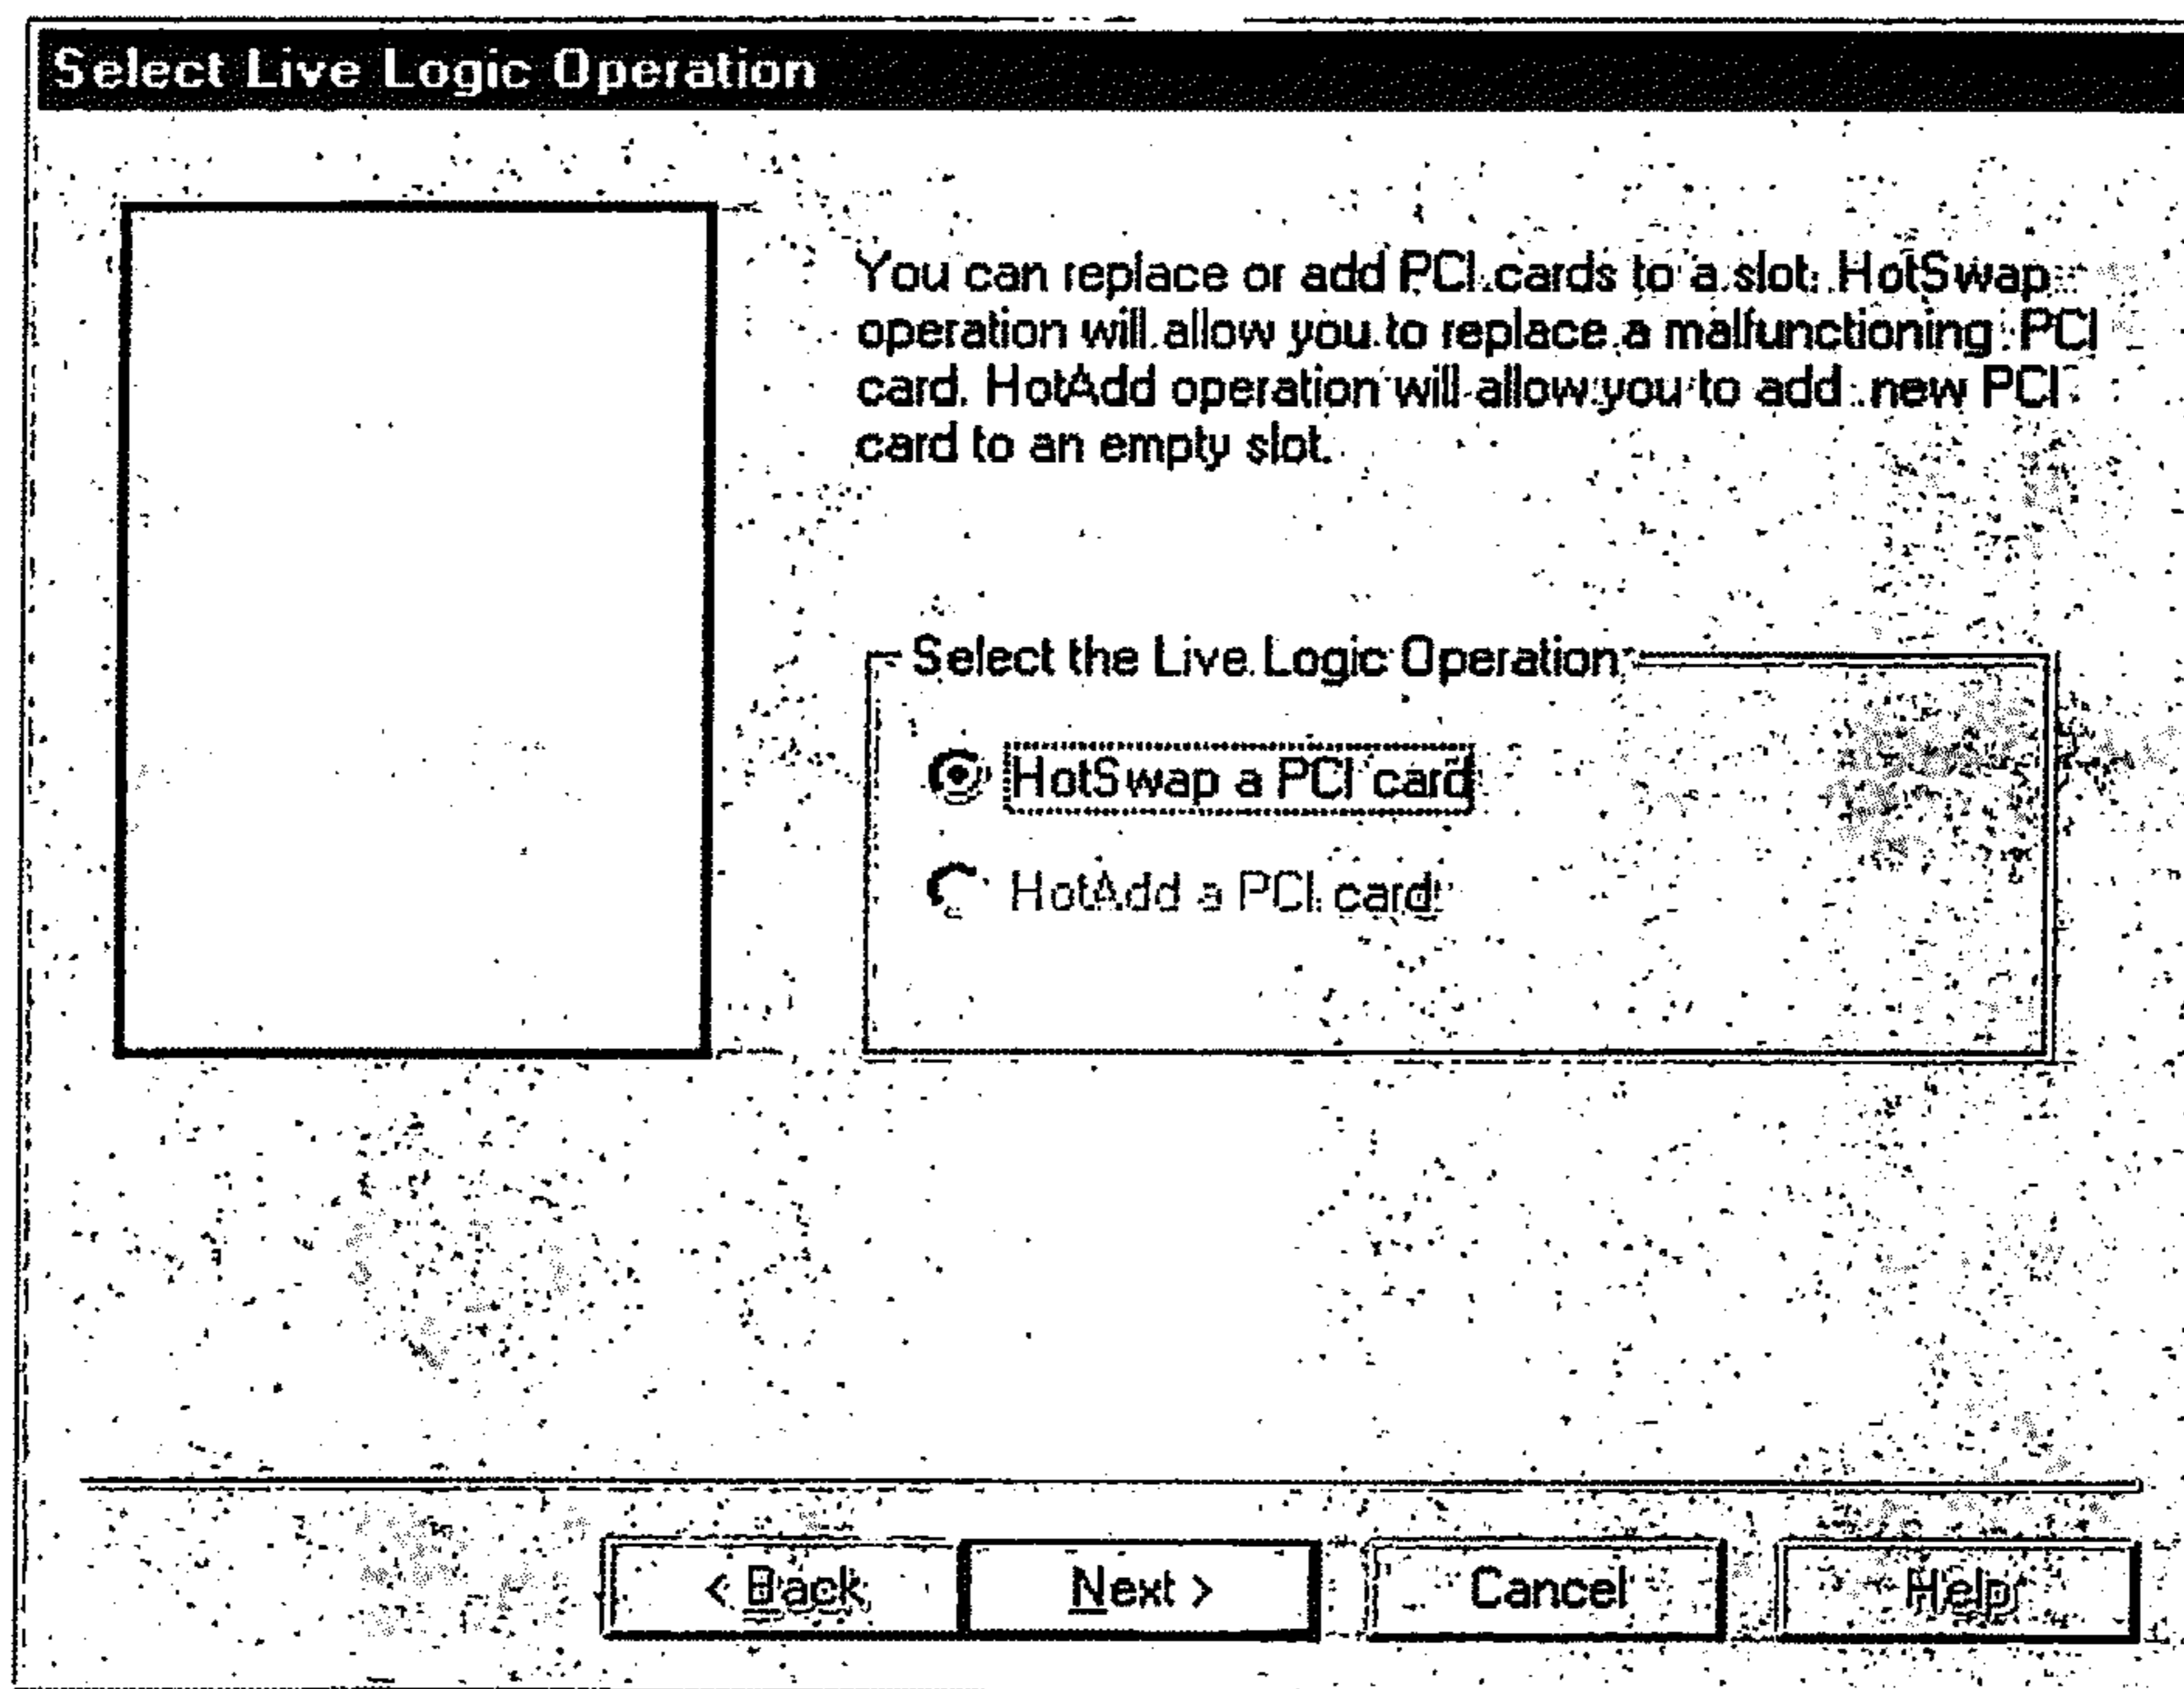 Select Live Logic Operation
You can replace or add PCI cards to a slot. HotSwap
operation will allow you to replace a malfunctioning PCI
card. HotAdd operation will allow you to add new PCI
card to an empty slot.
Select the Live Logic Operation
HotSwap a PCI card
HotAdd a PCI card
< Back Next > Cancel Help